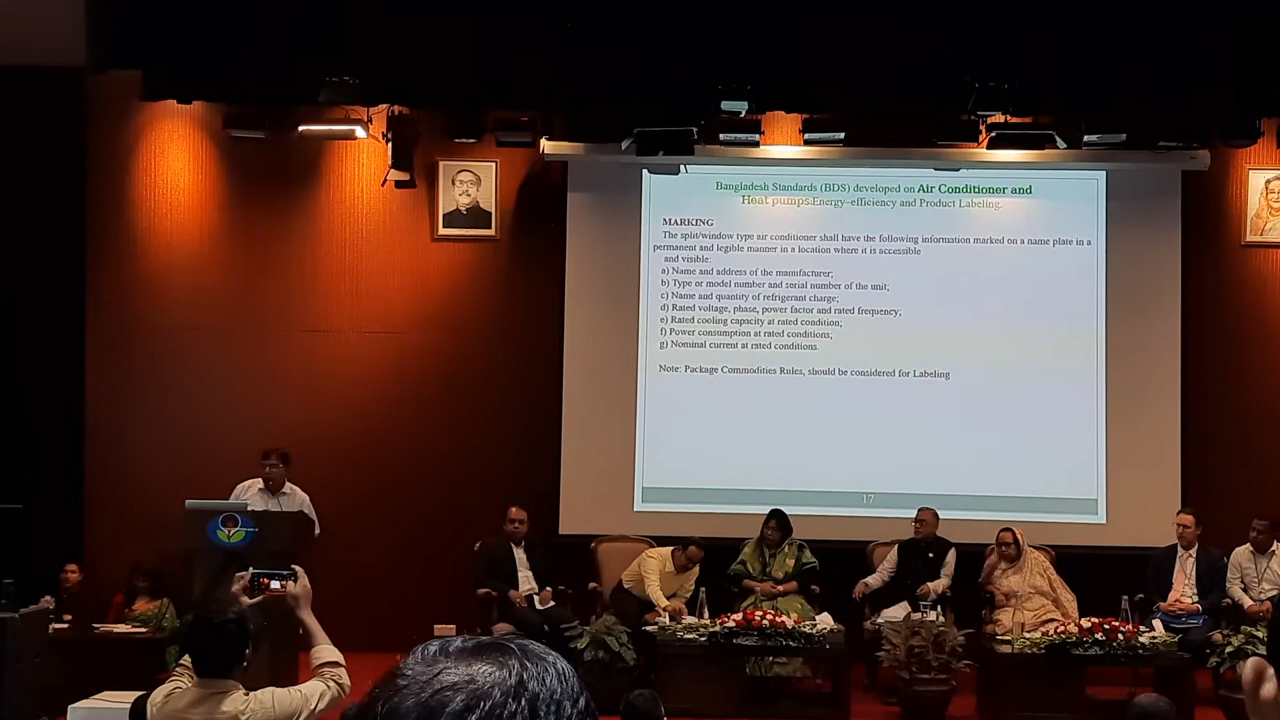 Bangladesh Standards (BDS) developed on Air Conditioner and
Heat pumps:Energy-efficiency and Product Labeling.
MARKING
The split/window type air conditioner shall have the following information marked on a name plate in a
permanent and legible manner in a location where it is accessible
and visible:
a) Name and address of the mamifacturer;
b) Type or model number and serial number of the unit;
c) Name and quantity of refrigerant charge;
d) Rated voltage, phase, power factor and rated frequency;
e) Rated cooling capacity at rated condition;
f) Power consumption at rated conditions;
g) Nominal current at rated conditions.
Note: Package Commodities Rules, should be considered for Labeling
17